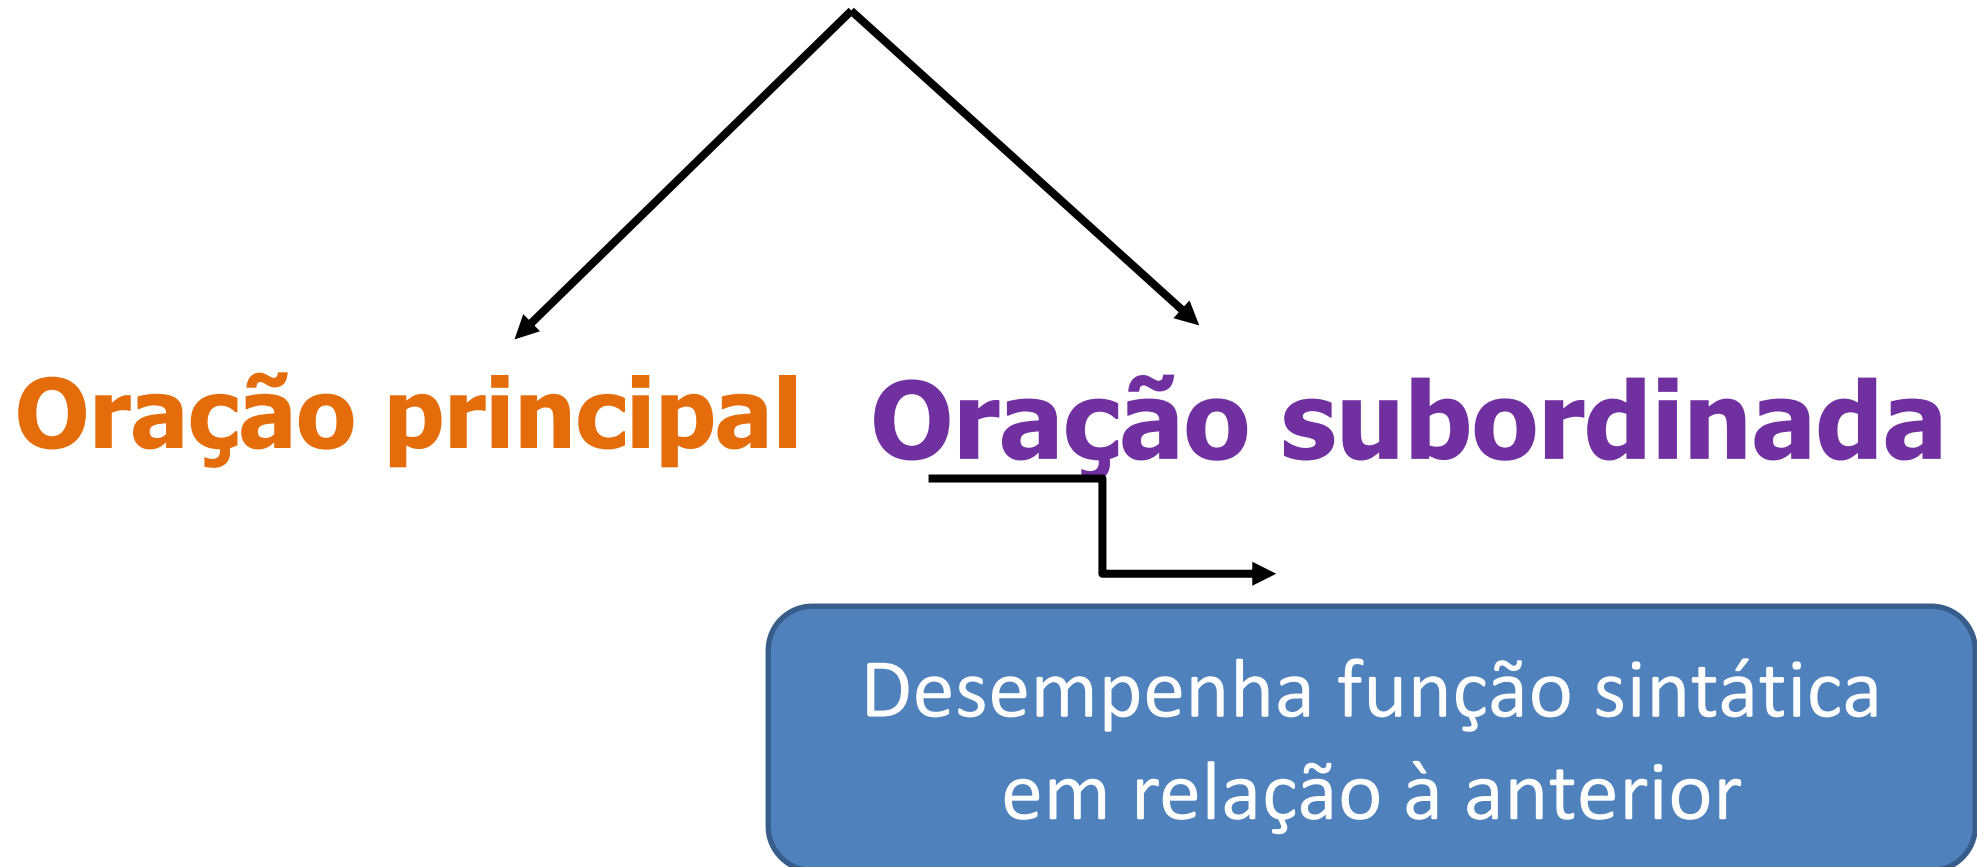 Oração principal Oração subordinada
Desempenha função sintática
em relação à anterior